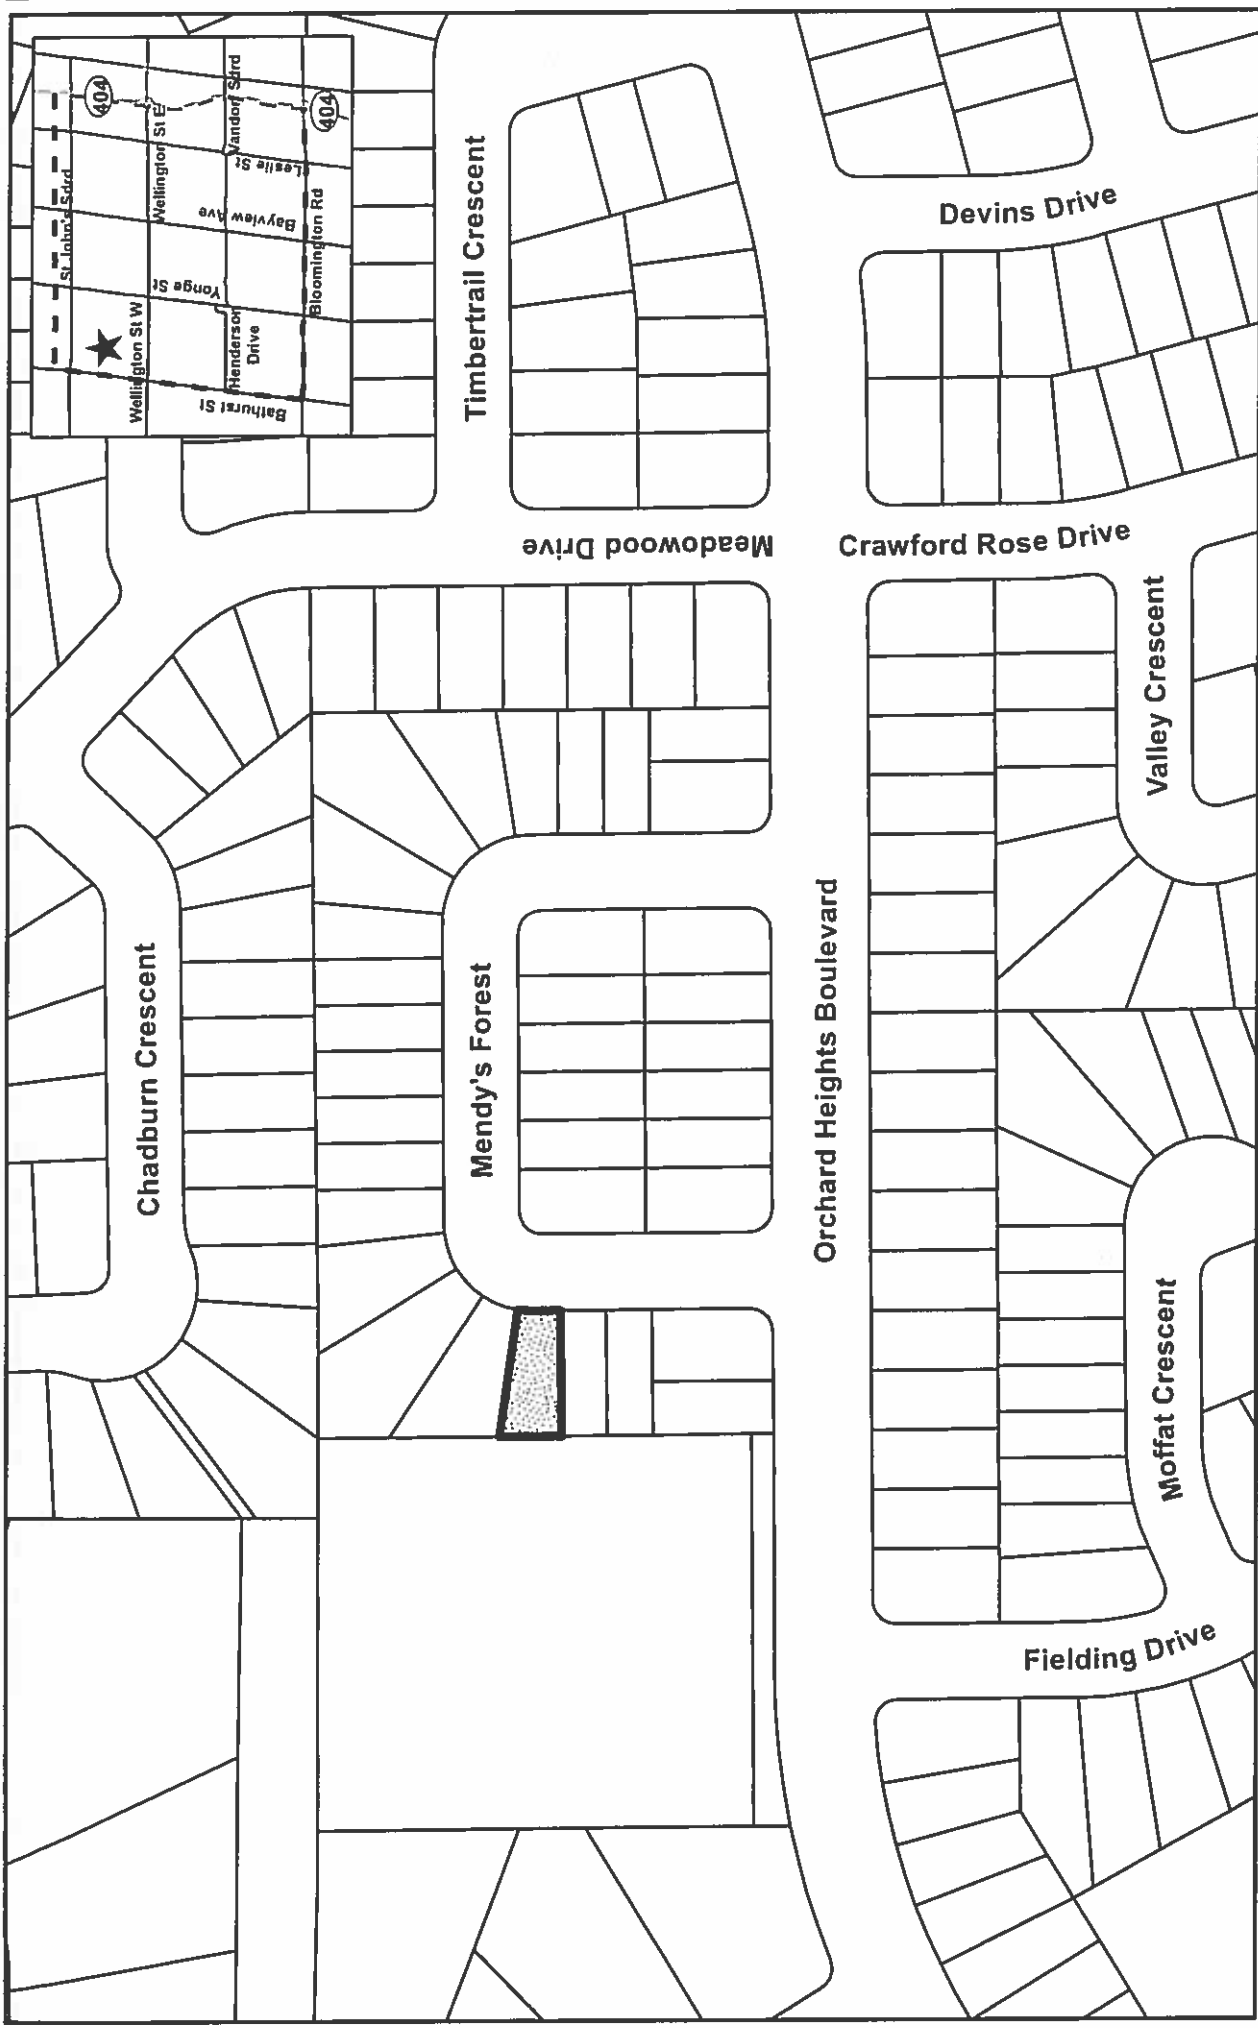 404
404
St John's Sdrd
Wellington St E
Vandorf Sdrd
Leslie St
Bayview Ave
Yonge St
Bloomington Rd
Wellington St W
Henderson
Drive
Bathurst St
Timbertrail Crescent
Devins Drive
Meadowood Drive
Crawford Rose Drive
Valley Crescent
Chadburn Crescent
Mendy's Forest
Orchard Heights Boulevard
Moffat Crescent
Fielding Drive